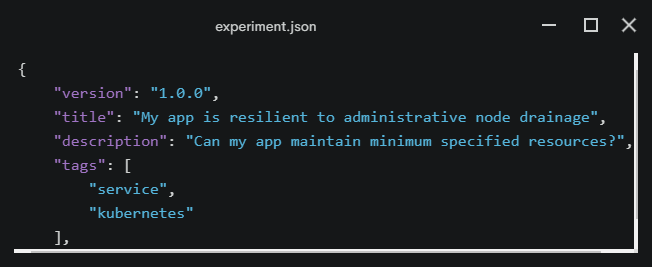 experiment.json
{
    "version": "1.0.0",
    "title": "My app is resilient to administrative node drainage",
    "description": "Can my app maintain minimum specified resources?",
    "tags": [
        "service",
        "kubernetes"
    ],